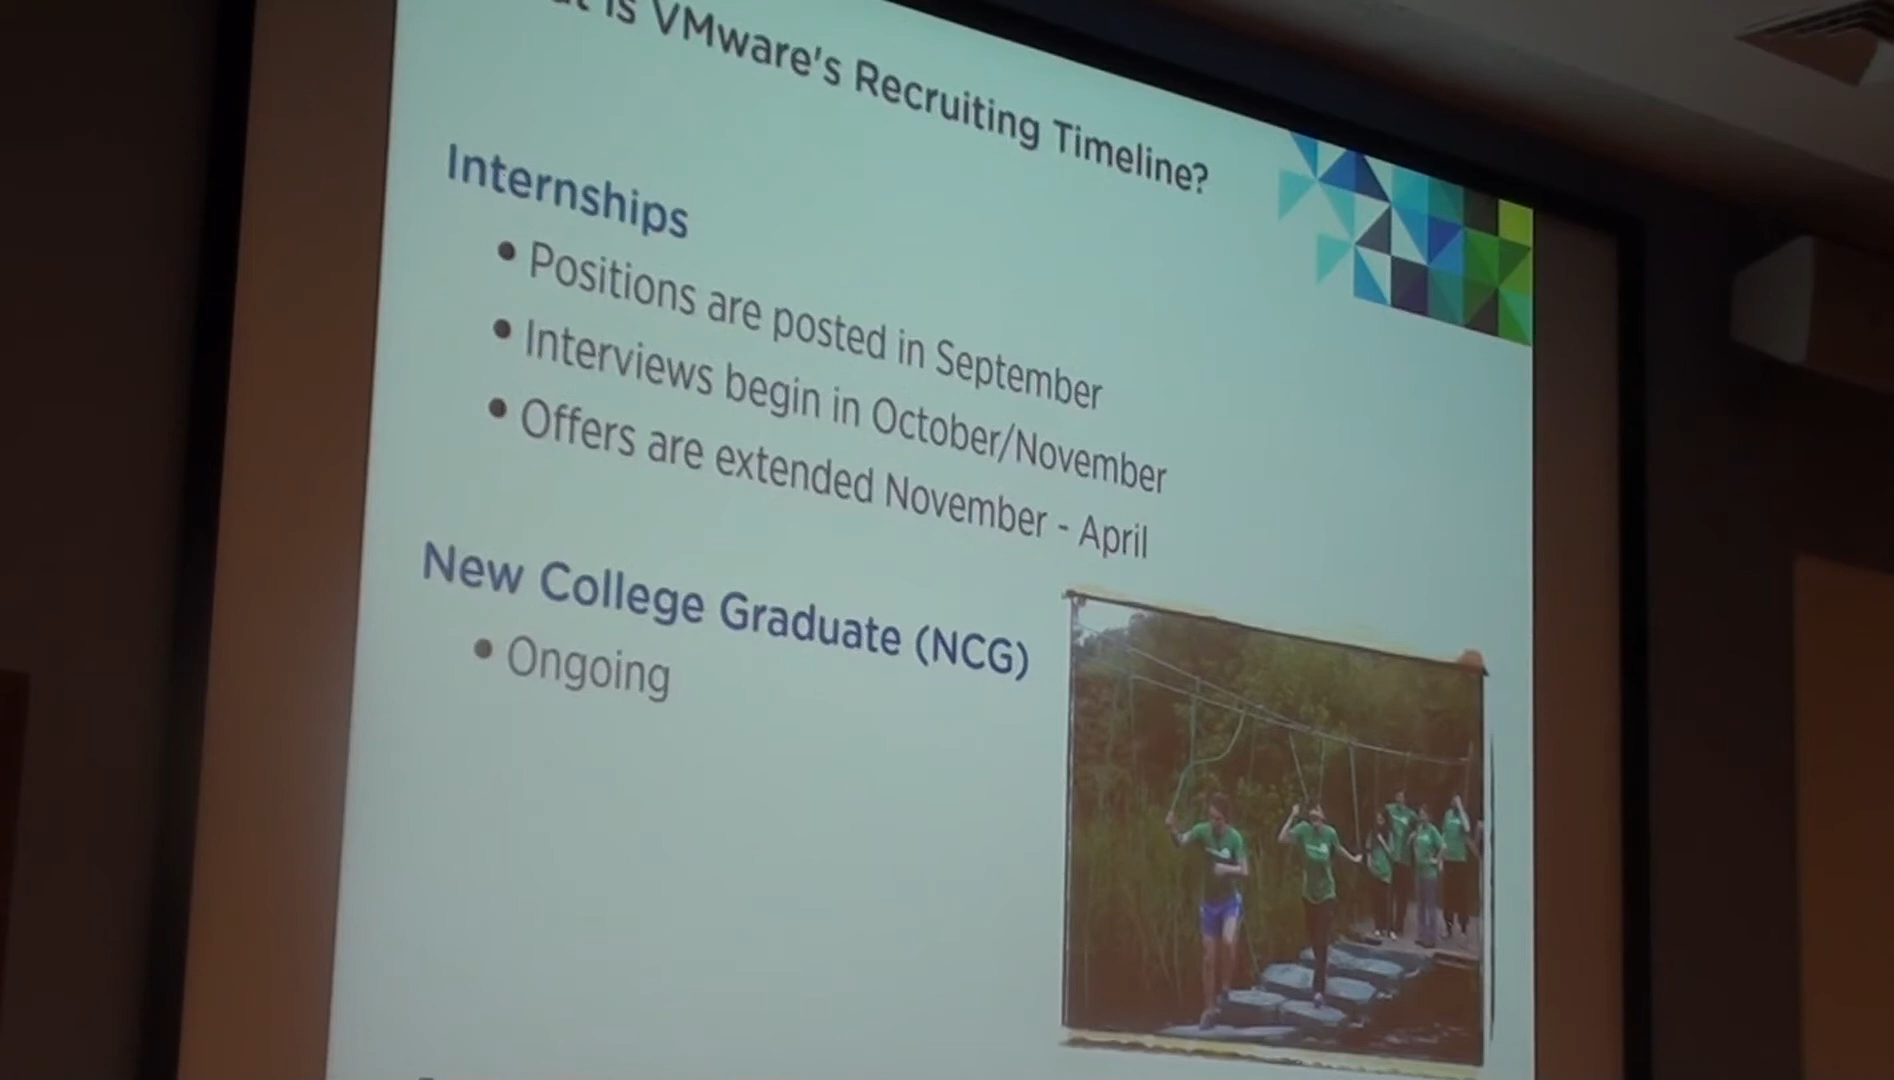 is VMware's Recruiting Timeline?
Internships
• Positions are posted in September
• Interviews begin in October/November
• Offers are extended November - April
New College Graduate (NCG)
• Ongoing